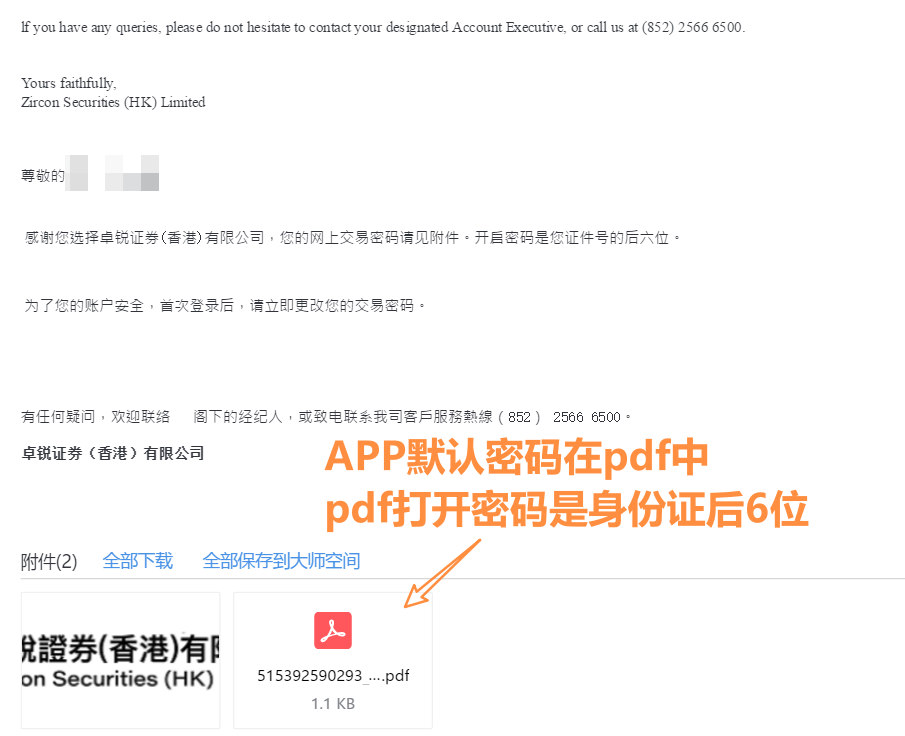 If you have any queries, please do not hesitate to contact your designated Account Executive, or call us at (852) 2566 6500.
Yours faithfully,
Zircon Securities (HK) Limited
尊敬的
感谢您选择卓锐证券(香港)有限公司，您的网上交易密码请见附件。开启密码是您证件号的后六位。
为了您的账户安全，首次登录后，请立即更改您的交易密码。
有任何疑问，欢迎联络 阁下的经纪人，或致电联系我司客戶服務熱線（852） 2566 6500。
卓锐证券（香港）有限公司
APP默认密码在pdf中
pdf打开密码是身份证后6位
附件(2) 全部下载 全部保存到大师空间
銳證券(香港)有限
on Securities (HK)
515392590293_....pdf
1.1 KB